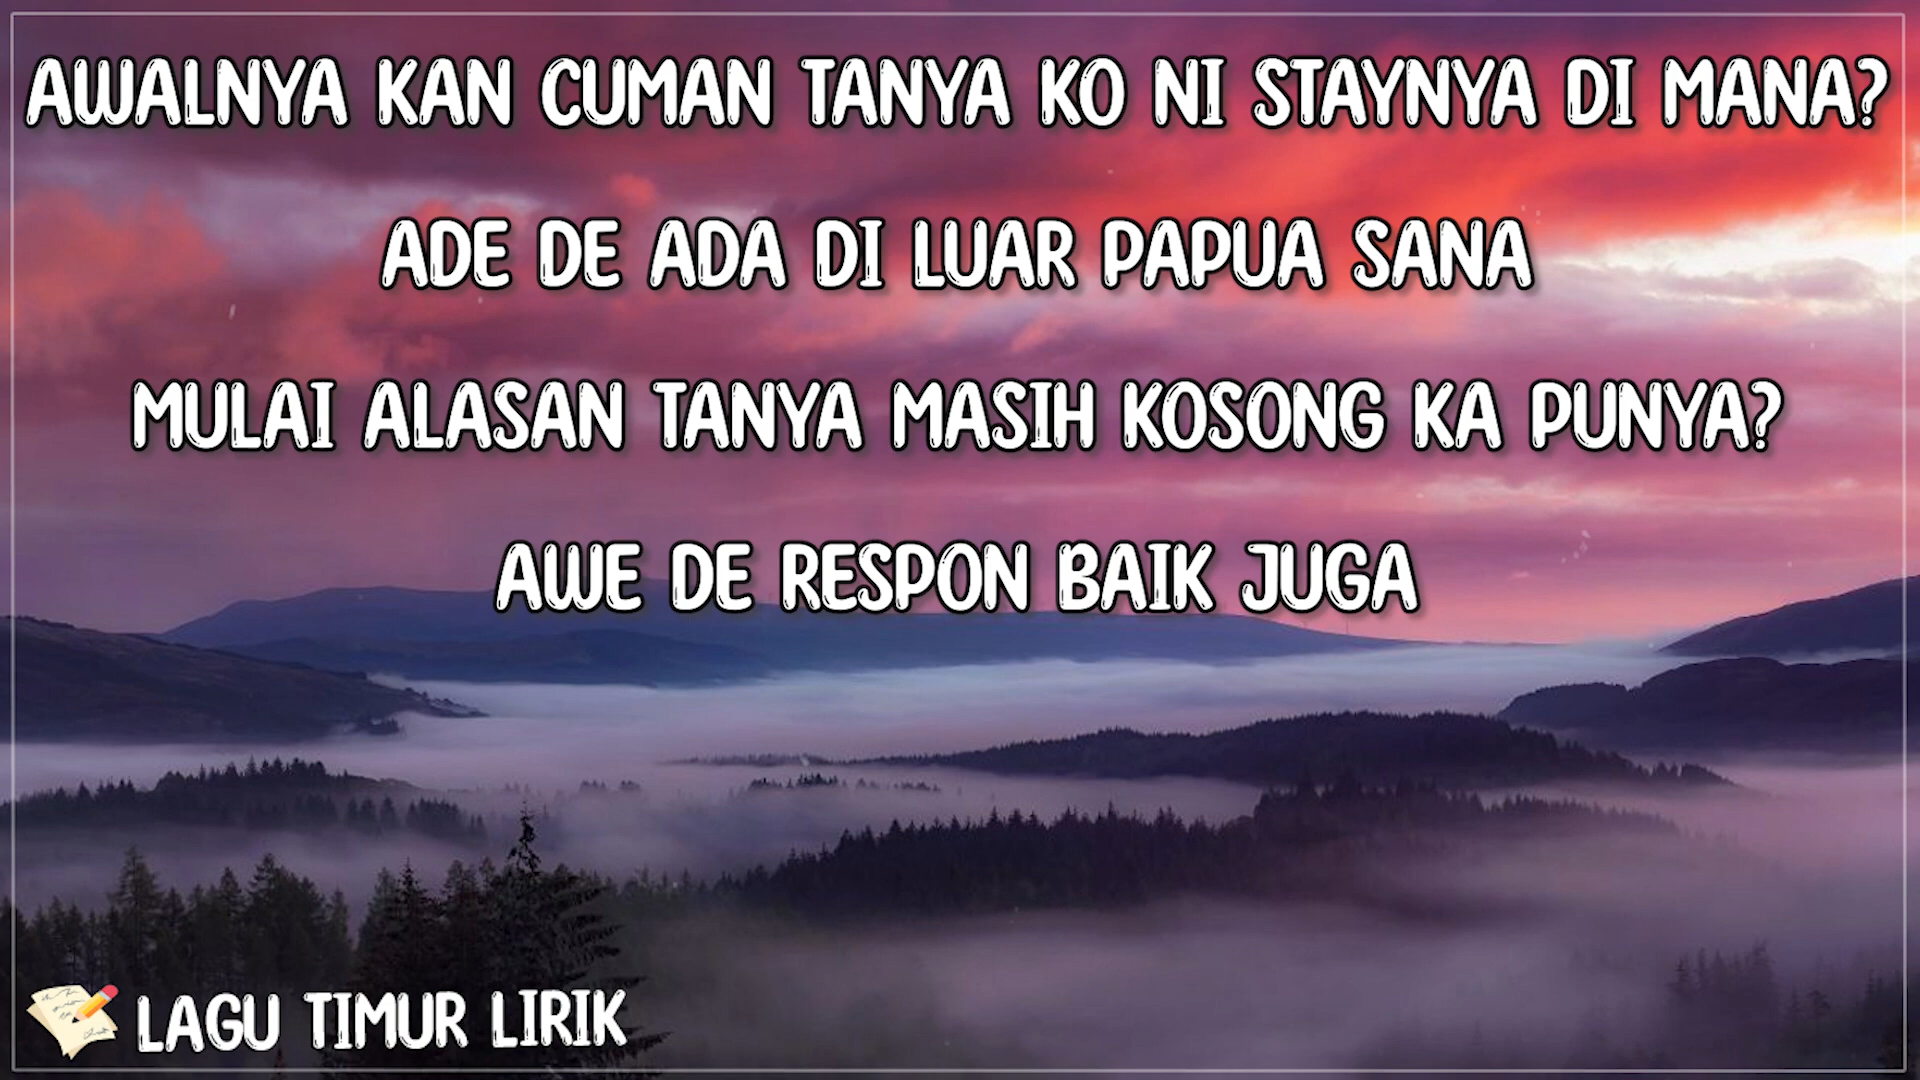 AWALNYA KAN CUMAN TANYA KO NI STAYNYA DI MANA?
ADE DE ADA DI LUAR PAPUA SANA
MULAI ALASAN TANYA MASIH KOSONG KA PUNYA?
AWE DE RESPON BAIK JUGA
LAGU TIMUR LIRIK